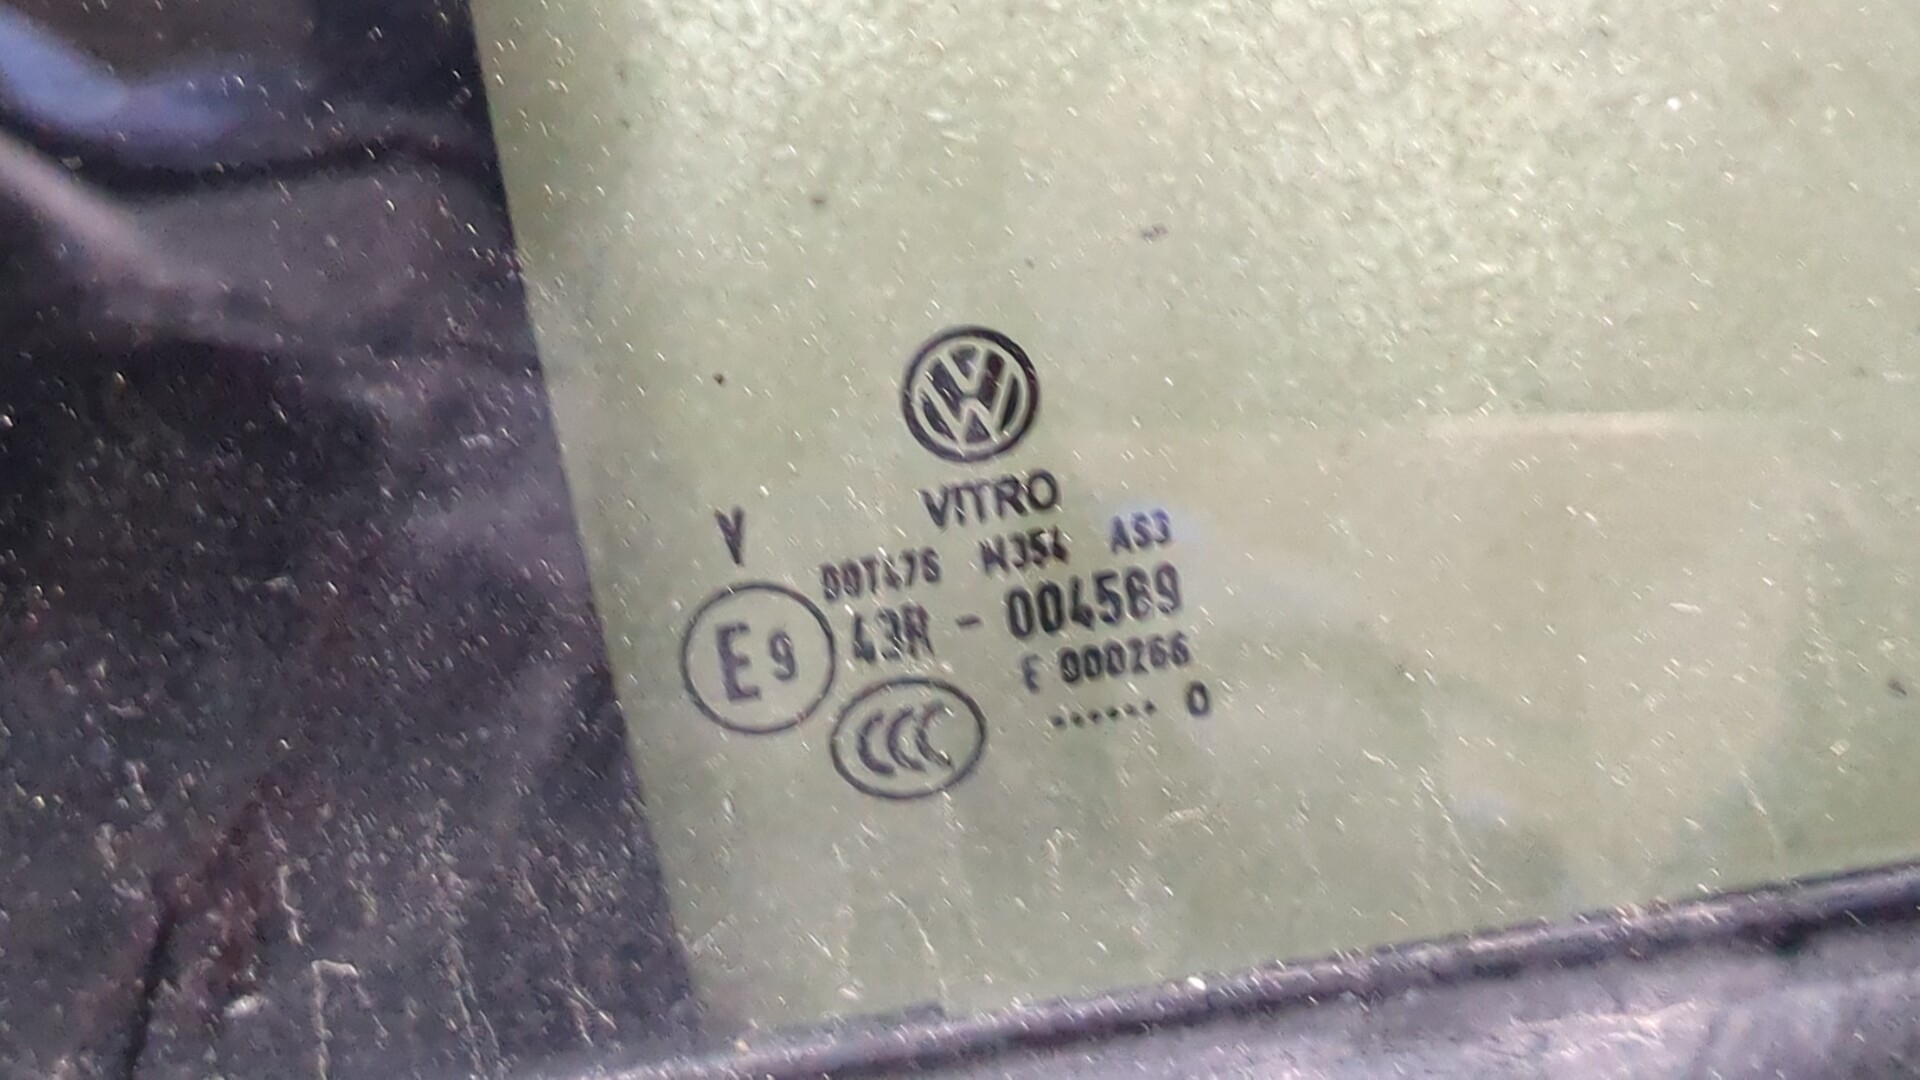 VITRO
V
DOT476 M354 AS3
E9 43R - 004589
E 000266
CCC
...... 0